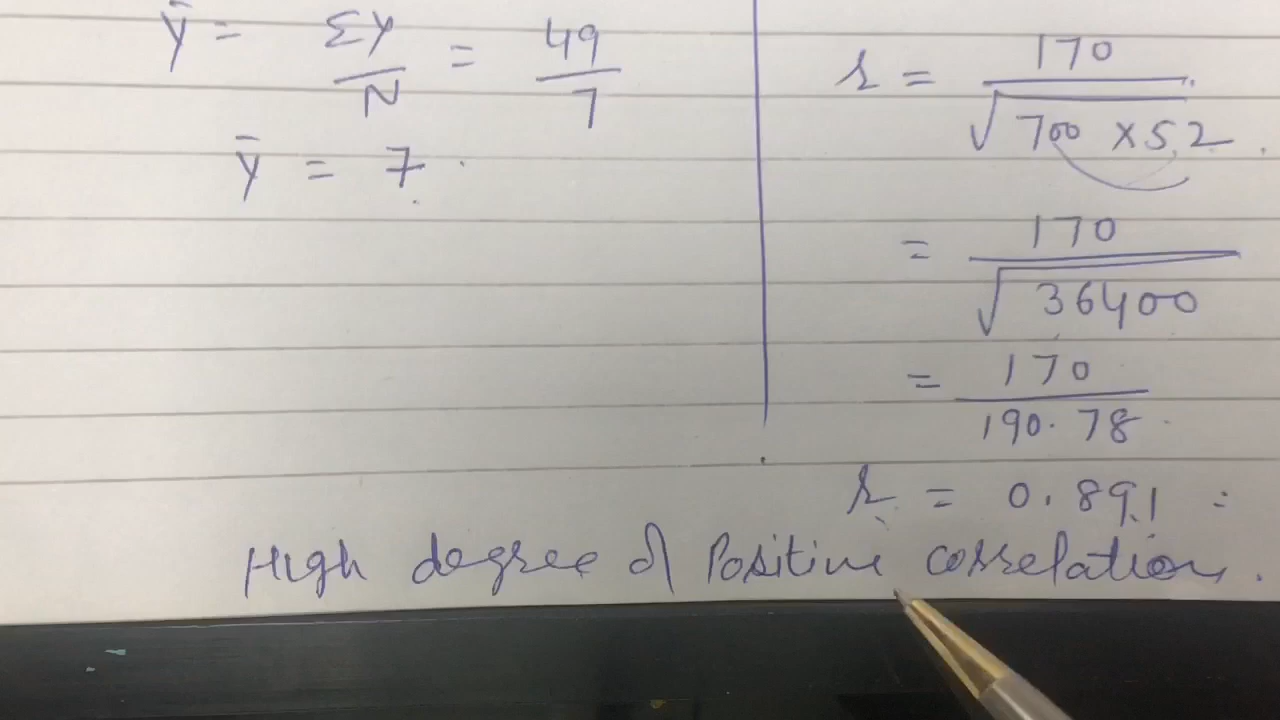 ȳ = ΣY / N = 49 / 7
ȳ = 7
r = 170 / √700 × 52
= 170 / √36400
= 170 / 190.78
r = 0.891
High degree of Positive correlation.